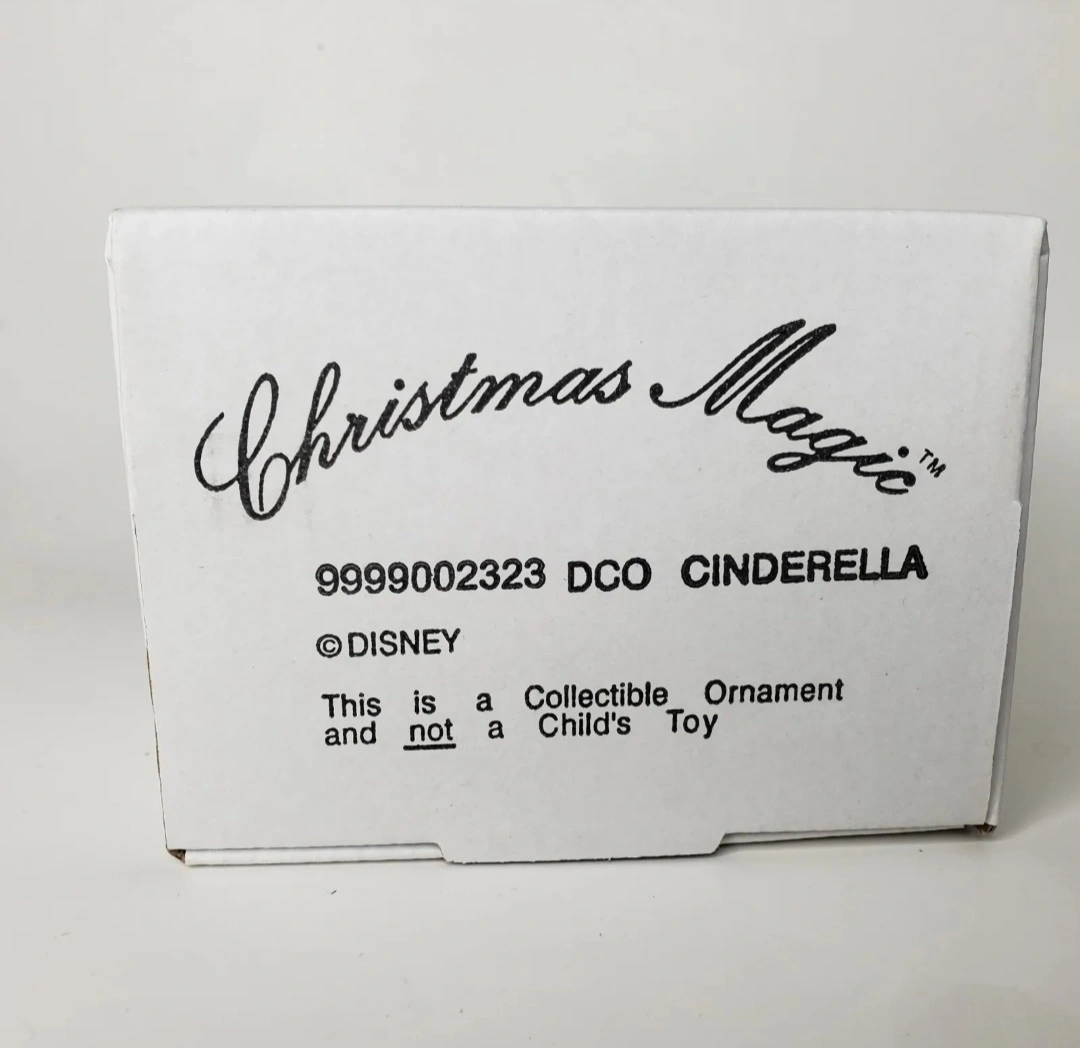 Christmas Magic™
9999002323 DCO CINDERELLA
©DISNEY
This is a Collectible Ornament
and not a Child's Toy